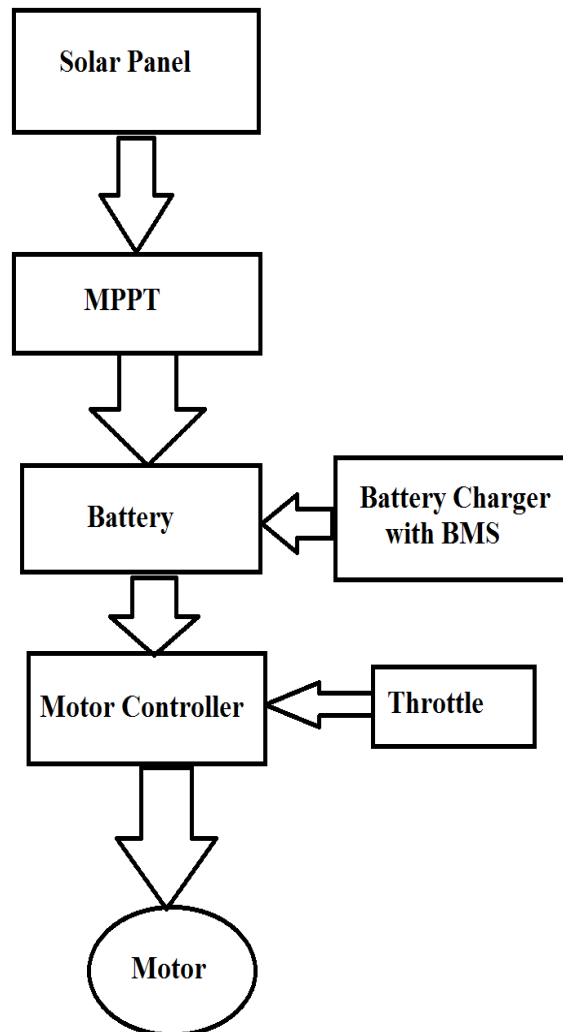 Solar Panel
MPPT
Battery
Battery Charger
with BMS
Motor Controller
Throttle
Motor